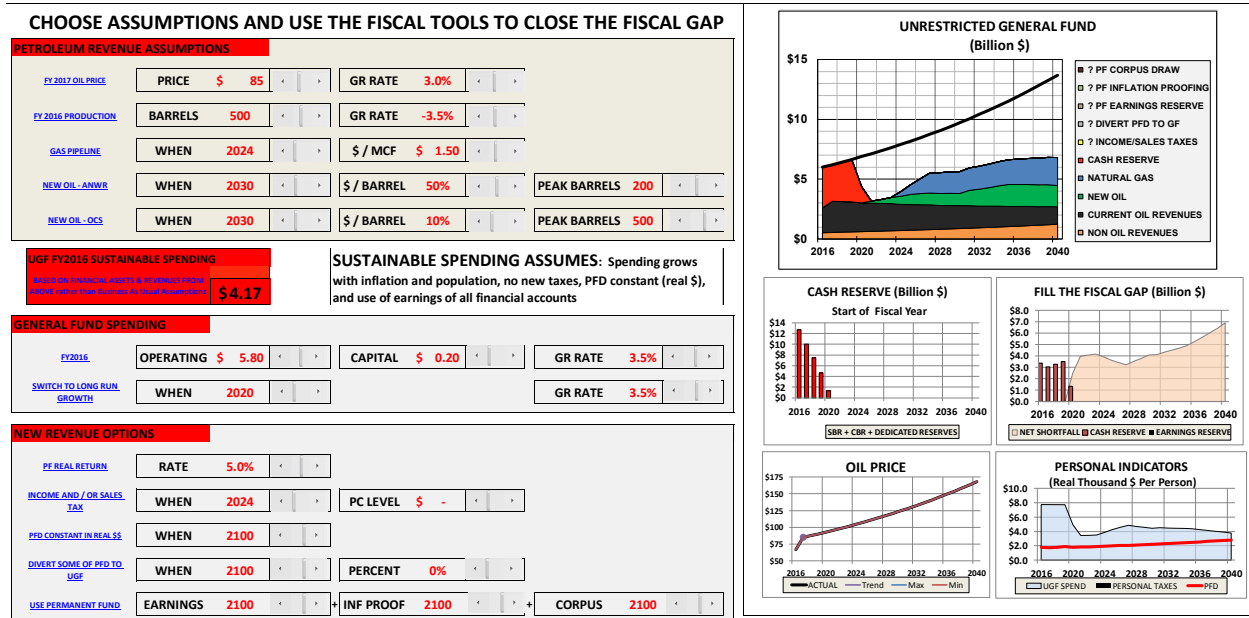 CHOOSE ASSUMPTIONS AND USE THE FISCAL TOOLS TO CLOSE THE FISCAL GAP
PETROLEUM REVENUE ASSUMPTIONS
FY 2017 OIL PRICE PRICE $ 85 GR RATE 3.0%
FY 2016 PRODUCTION BARRELS 500 GR RATE -3.5%
GAS PIPELINE WHEN 2024 $ / MCF $ 1.50
NEW OIL - ANWR WHEN 2030 $ / BARREL 50% PEAK BARRELS 200
NEW OIL - OCS WHEN 2030 $ / BARREL 10% PEAK BARRELS 500
UGF FY2016 SUSTAINABLE SPENDING
BASED ON FINANCIAL ASSETS & REVENUES FROM
ABOVE rather than Business As Usual Assumptions
$4.17
SUSTAINABLE SPENDING ASSUMES: Spending grows
with inflation and population, no new taxes, PFD constant (real $),
and use of earnings of all financial accounts
GENERAL FUND SPENDING
FY2016 OPERATING $ 5.80 CAPITAL $ 0.20 GR RATE 3.5%
SWITCH TO LONG RUN
GROWTH
WHEN 2020 GR RATE 3.5%
NEW REVENUE OPTIONS
PF REAL RETURN RATE 5.0%
INCOME AND / OR SALES
TAX
WHEN 2024 PC LEVEL $ -
PFD CONSTANT IN REAL $$ WHEN 2100
DIVERT SOME OF PFD TO
UGF
WHEN 2100 PERCENT 0%
USE PERMANENT FUND EARNINGS 2100 + INF PROOF 2100 + CORPUS 2100
UNRESTRICTED GENERAL FUND
(Billion $)
$15
$10
$5
$0
2016 2020 2024 2028 2032 2036 2040
? PF CORPUS DRAW
? PF INFLATION PROOFING
? PF EARNINGS RESERVE
? DIVERT PFD TO GF
? INCOME/SALES TAXES
CASH RESERVE
NATURAL GAS
NEW OIL
CURRENT OIL REVENUES
NON OIL REVENUES
CASH RESERVE (Billion $)
Start of Fiscal Year
$14
$12
$10
$8
$6
$4
$2
$0
2016 2020 2024 2028 2032 2036 2040
SBR + CBR + DEDICATED RESERVES
FILL THE FISCAL GAP (Billion $)
$8.0
$7.0
$6.0
$5.0
$4.0
$3.0
$2.0
$1.0
$0.0
2016 2020 2024 2028 2032 2036 2040
NET SHORTFALL CASH RESERVE EARNINGS RESERVE
OIL PRICE
$175
$150
$125
$100
$75
$50
2016 2020 2024 2028 2032 2036 2040
ACTUAL Trend Max Min
PERSONAL INDICATORS
(Real Thousand $ Per Person)
$10.0
$8.0
$6.0
$4.0
$2.0
$0.0
2016 2020 2024 2028 2032 2036 2040
UGF SPEND PERSONAL TAXES PFD